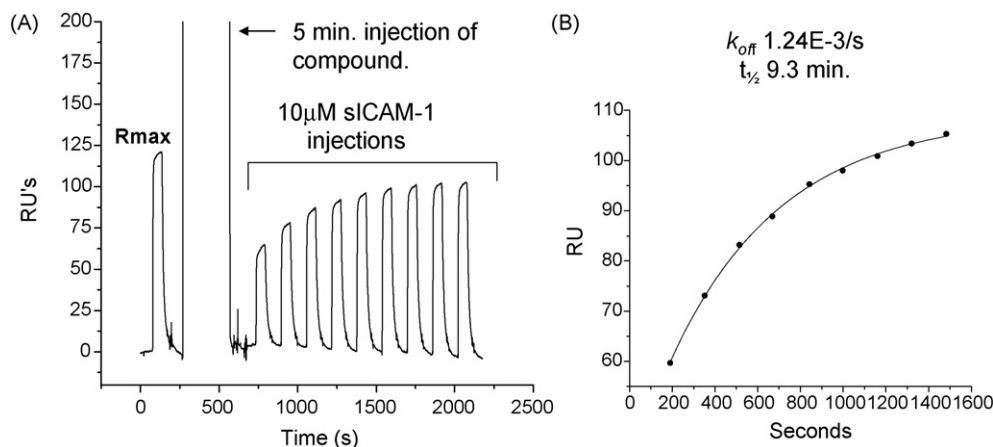 (A)
200
175
150
125
100
75
50
25
0
RU's
0
500
1000
1500
2000
2500
Time (s)
5 min. injection of
compound.
10μM sICAM-1
injections
Rmax
(B)
koff 1.24E-3/s
t½ 9.3 min.
110
100
90
80
70
60
RU
0
200
400
600
800
1000
1200
1400
1600
Seconds